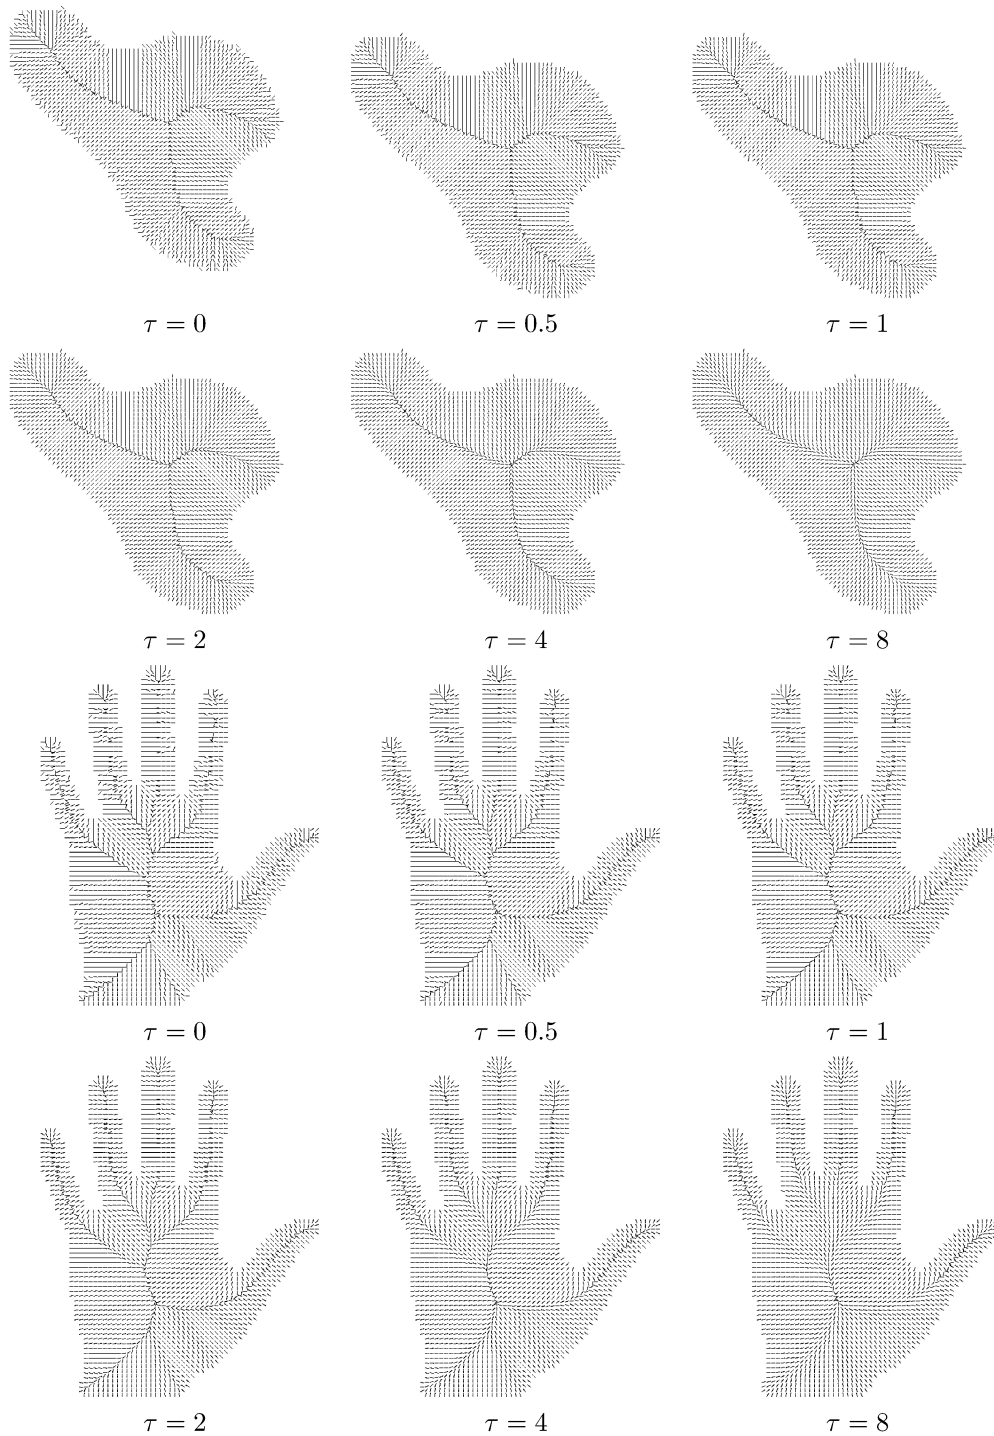 τ = 0 τ = 0.5 τ = 1
τ = 2 τ = 4 τ = 8
τ = 0 τ = 0.5 τ = 1
τ = 2 τ = 4 τ = 8